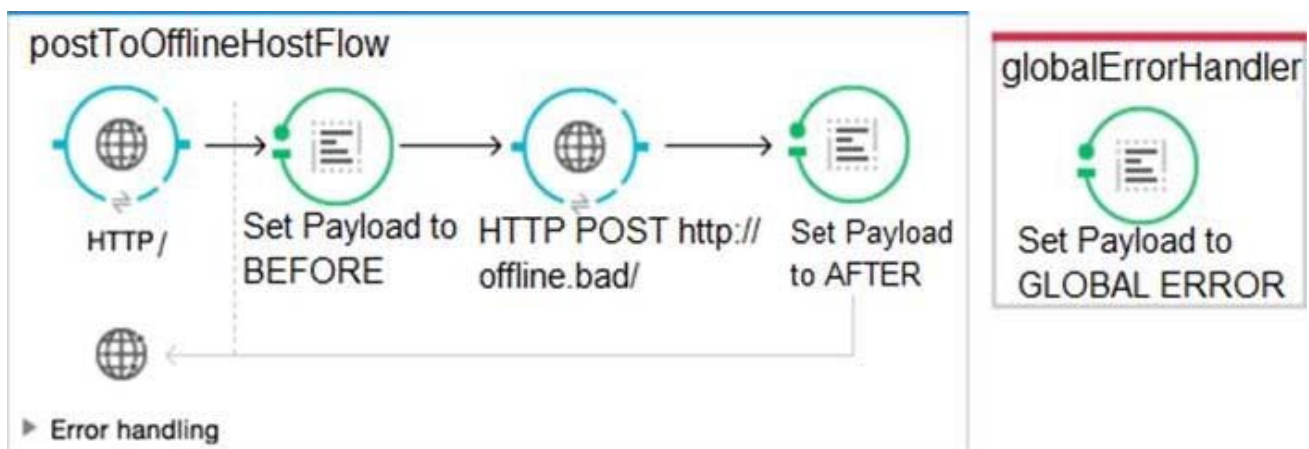 postToOfflineHostFlow
HTTP/
Set Payload to
BEFORE
HTTP POST http://
offline.bad/
Set Payload
to AFTER
Error handling
globalErrorHandler
Set Payload to
GLOBAL ERROR